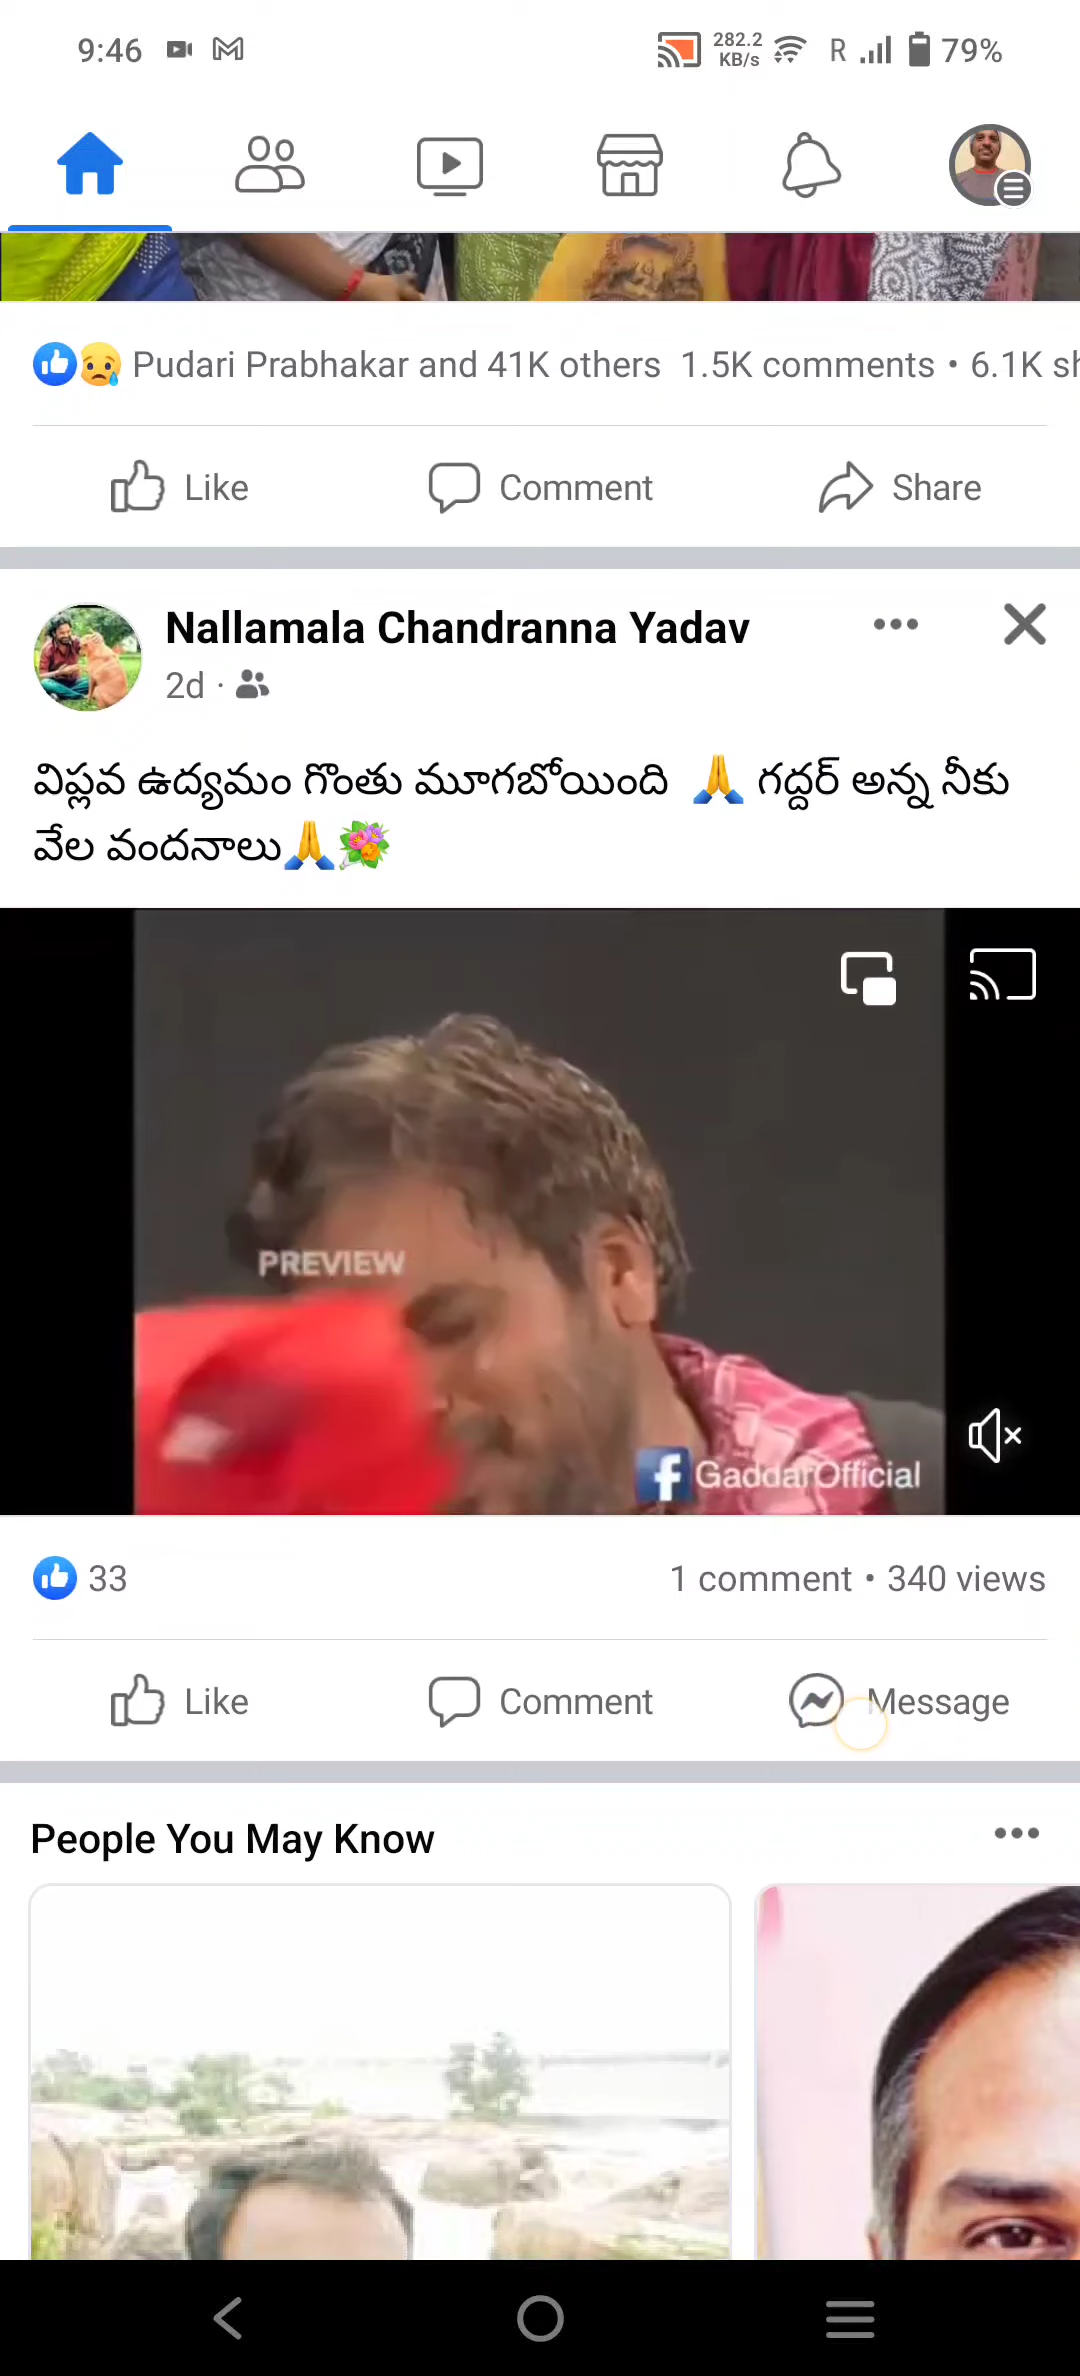 9:46 282.2 KB/s R 79%
Pudari Prabhakar and 41K others 1.5K comments • 6.1K sh
Like Comment Share
Nallamala Chandranna Yadav
2d ·
విప్లవ ఉద్యమం గొంతు మూగబోయింది 🙏 గద్దర్ అన్న నీకు
వేల వందనాలు🙏💐
PREVIEW
GaddarOfficial
33 1 comment • 340 views
Like Comment Message
People You May Know